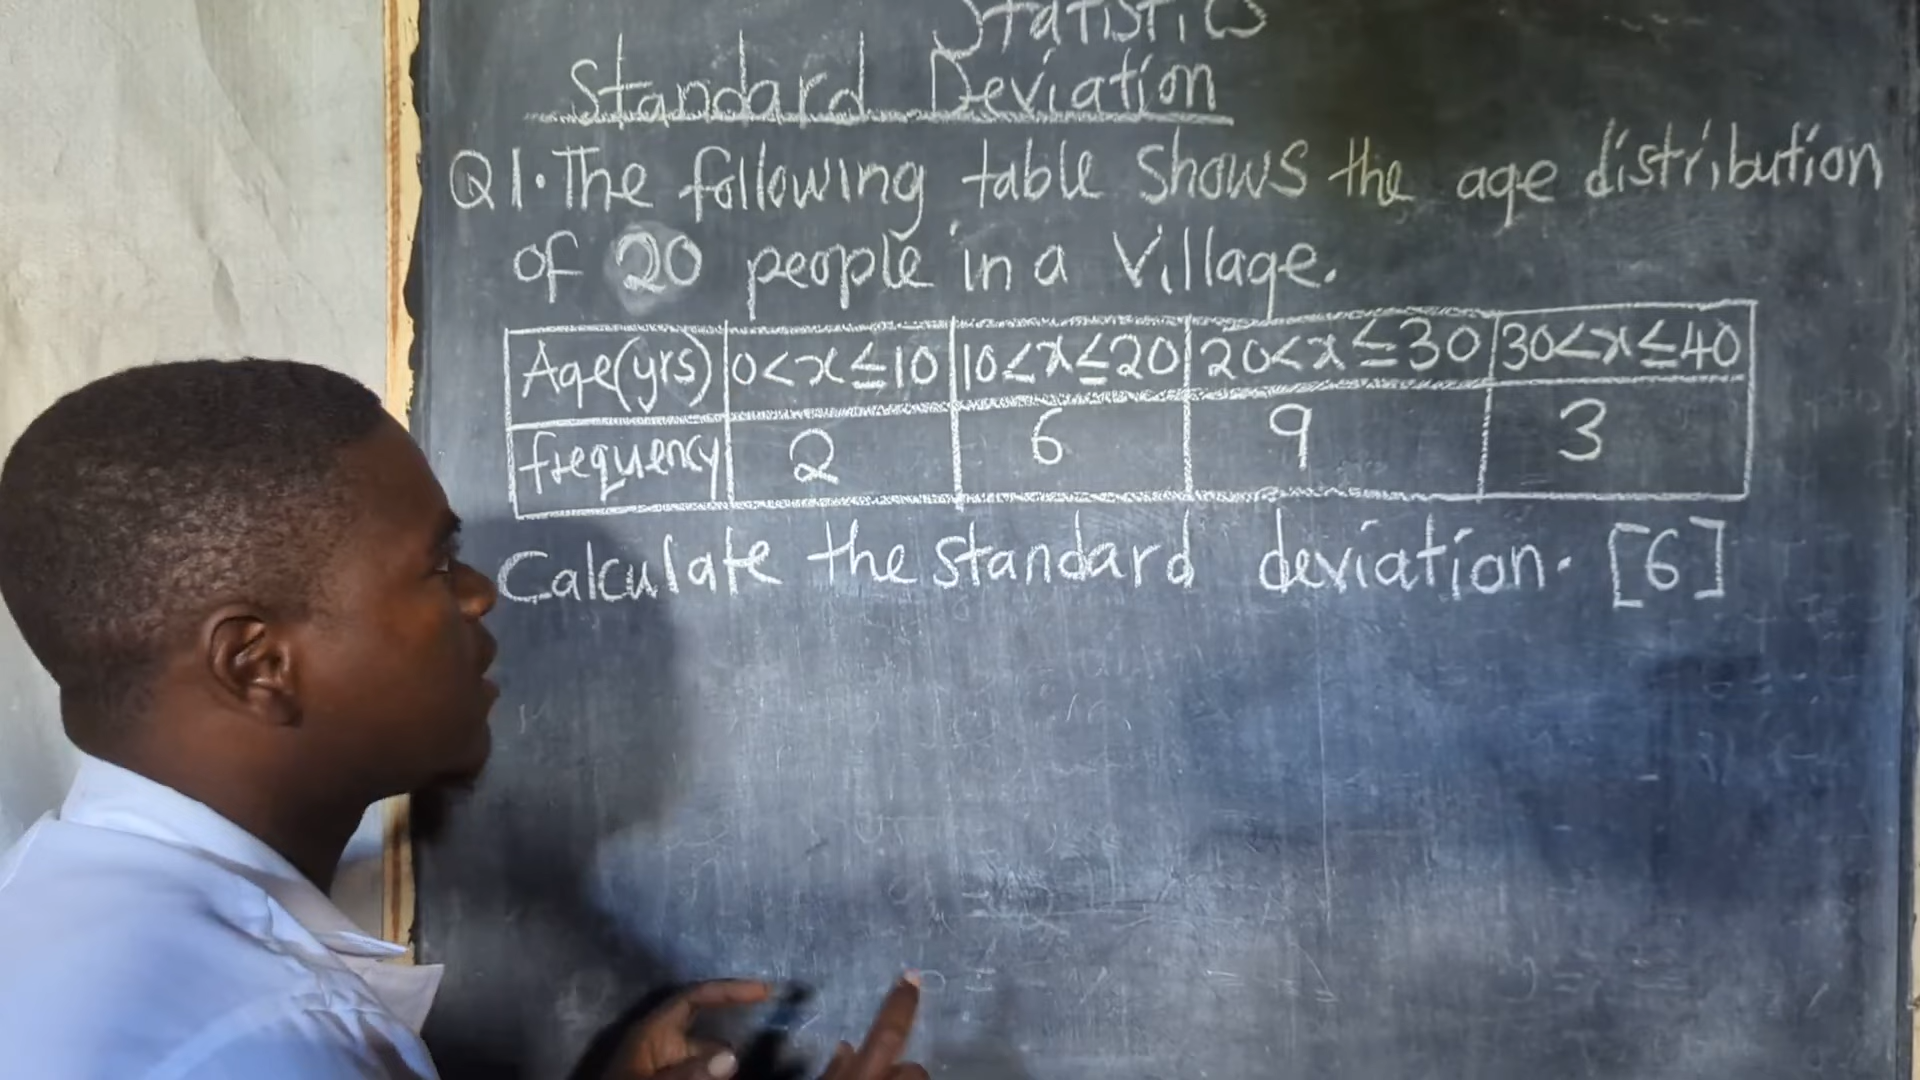 Statistics
Standard Deviation
Q1. The following table shows the age distribution
of 20 people in a village.
Age(yrs) 0<x≤10 10<x≤20 20<x≤30 30<x≤40
frequency 2 6 9 3
Calculate the standard deviation. [6]